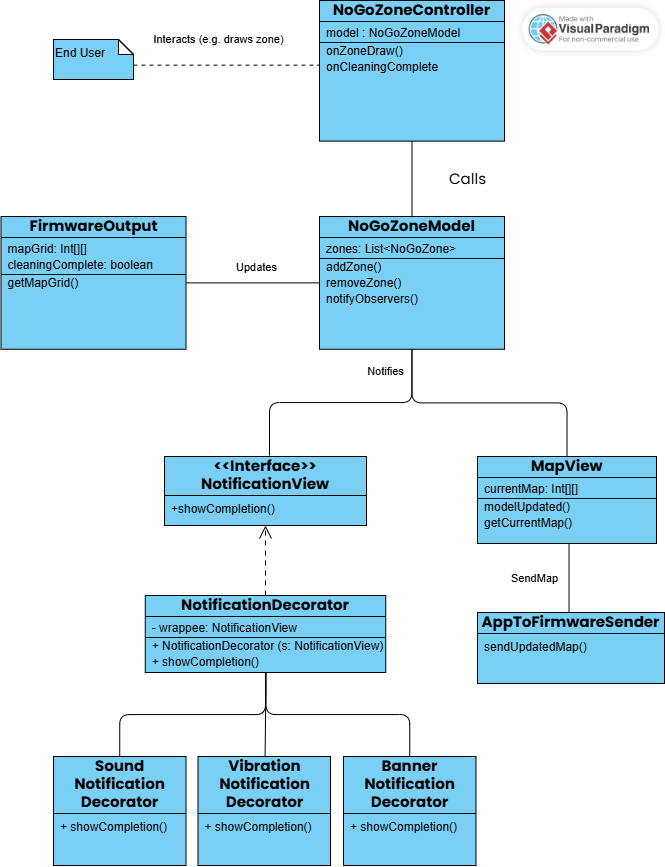 NoGoZoneController
model : NoGoZoneModel
onZoneDraw()
onCleaningComplete
Made with
VisualParadigm
For non-commercial use
End User
Interacts (e.g. draws zone)
Calls
FirmwareOutput
mapGrid: Int[][]
cleaningComplete: boolean
getMapGrid()
Updates
NoGoZoneModel
zones: List<NoGoZone>
addZone()
removeZone()
notifyObservers()
Notifies
<<Interface>>
NotificationView
+showCompletion()
MapView
currentMap: Int[][]
modelUpdated()
getCurrentMap()
SendMap
NotificationDecorator
- wrappee: NotificationView
+ NotificationDecorator (s: NotificationView)
+ showCompletion()
AppToFirmwareSender
sendUpdatedMap()
Sound
Notification
Decorator
+ showCompletion()
Vibration
Notification
Decorator
+ showCompletion()
Banner
Notification
Decorator
+ showCompletion()